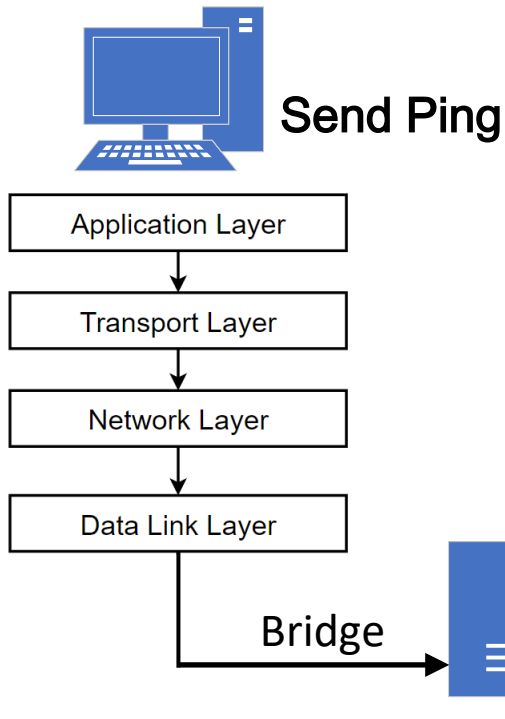 Send Ping
Application Layer
Transport Layer
Network Layer
Data Link Layer
Bridge